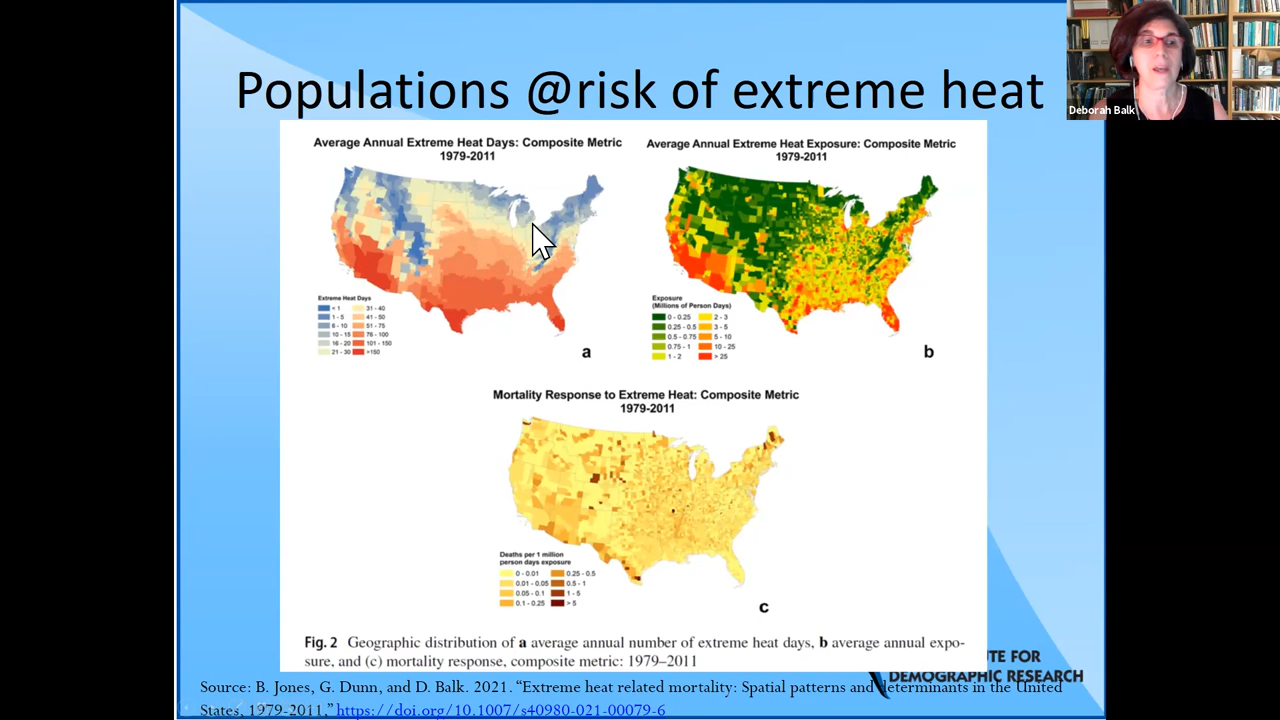 Populations @risk of extreme heat
Deborah Balk
Average Annual Extreme Heat Days: Composite Metric
1979-2011
Extreme Heat Days
< 1
1 - 5
6 - 10
10 - 15
16 - 20
21 - 30
31 - 40
41 - 50
51 - 75
76 - 100
101 - 150
>150
a
Average Annual Extreme Heat Exposure: Composite Metric
1979-2011
Exposure
(Millions of Person Days)
0 - 0.25
0.25 - 0.5
0.5 - 0.75
0.75 - 1
1 - 2
2 - 3
3 - 5
5 - 10
10 - 25
> 25
b
Mortality Response to Extreme Heat: Composite Metric
1979-2011
Deaths per 1 million
person days exposure
0 - 0.01
0.01 - 0.05
0.05 - 0.1
0.1 - 0.25
0.25 - 0.5
0.5 - 1
1 - 5
> 5
c
Fig. 2 Geographic distribution of a average annual number of extreme heat days, b average annual expo-
sure, and (c) mortality response, composite metric: 1979–2011
UTE FOR
DEMOGRAPHIC RESEARCH
Source: B. Jones, G. Dunn, and D. Balk. 2021. “Extreme heat related mortality: Spatial patterns and determinants in the United
States, 1979-2011,” https://doi.org/10.1007/s40980-021-00079-6